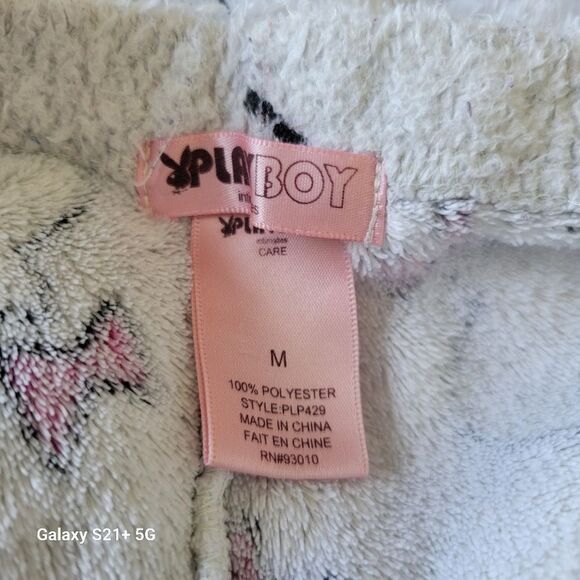 PLAYBOY
intimates
CARE
M
100% POLYESTER
STYLE:PLP429
MADE IN CHINA
FAIT EN CHINE
RN#93010
Galaxy S21+ 5G